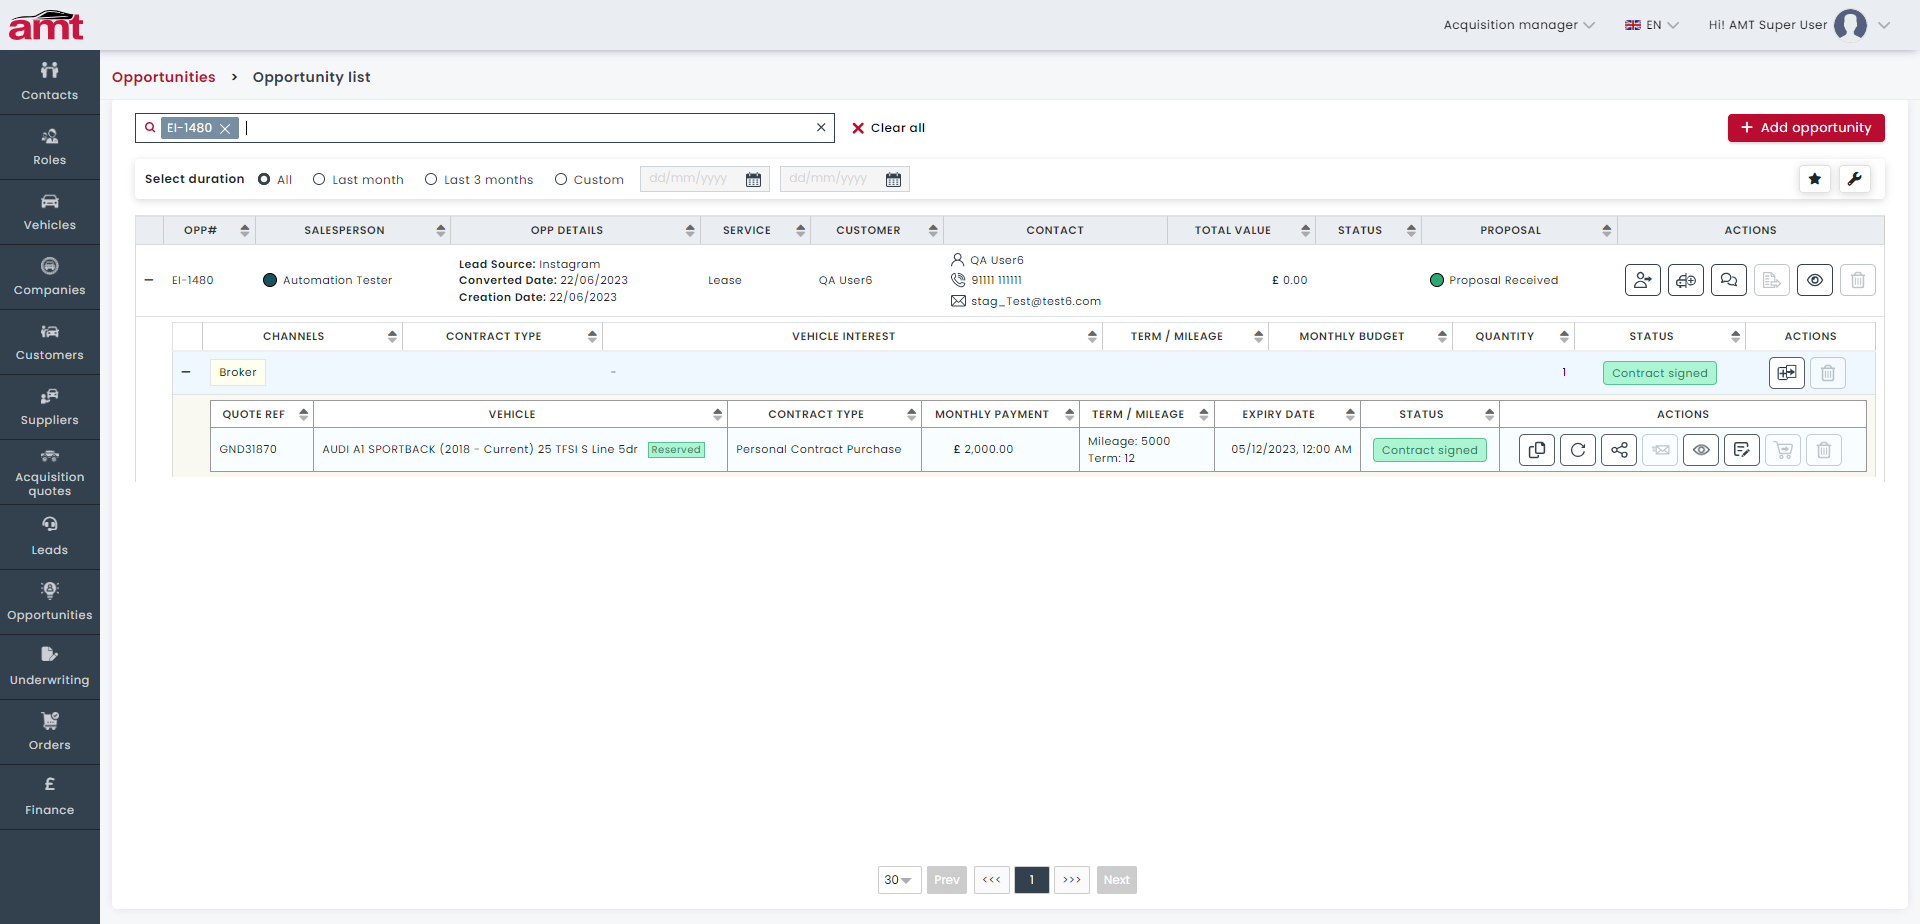 amt
Acquisition manager
EN
Hi! AMT Super User
Contacts
Roles
Vehicles
Companies
Customers
Suppliers
Acquisition
quotes
Leads
Opportunities
Underwriting
Orders
£
Finance
Opportunities > Opportunity list
EI-1480
Clear all
+ Add opportunity
Select duration All Last month Last 3 months Custom dd/mm/yyyy dd/mm/yyyy
OPP# SALESPERSON OPP DETAILS SERVICE CUSTOMER CONTACT TOTAL VALUE STATUS PROPOSAL ACTIONS
EI-1480
Automation Tester
Lead Source: Instagram
Converted Date: 22/06/2023
Creation Date: 22/06/2023
Lease
QA User6
QA User6
91111 111111
stag_Test@test6.com
£ 0.00
Proposal Received
CHANNELS CONTRACT TYPE VEHICLE INTEREST TERM / MILEAGE MONTHLY BUDGET QUANTITY STATUS ACTIONS
Broker - 1 Contract signed
QUOTE REF VEHICLE CONTRACT TYPE MONTHLY PAYMENT TERM / MILEAGE EXPIRY DATE STATUS ACTIONS
GND31870
AUDI A1 SPORTBACK (2018 - Current) 25 TFSI S Line 5dr Reserved
Personal Contract Purchase
£ 2,000.00
Mileage: 5000
Term: 12
05/12/2023, 12:00 AM
Contract signed
30 Prev <<< 1 >>> Next